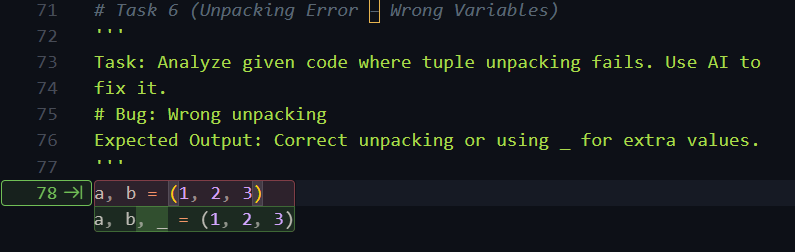 71 # Task 6 (Unpacking Error – Wrong Variables)
72 '''
73 Task: Analyze given code where tuple unpacking fails. Use AI to
74 fix it.
75 # Bug: Wrong unpacking
76 Expected Output: Correct unpacking or using _ for extra values.
77 '''
78 a, b = (1, 2, 3)
a, b, _ = (1, 2, 3)